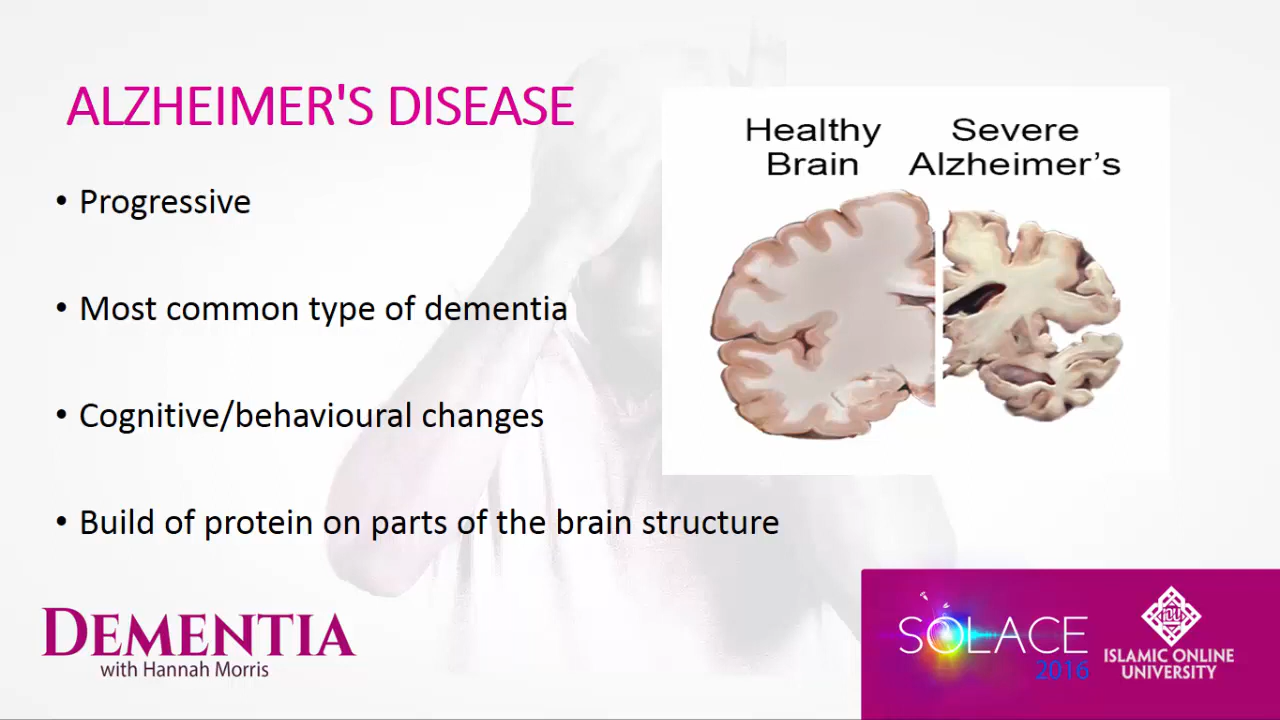 ALZHEIMER'S DISEASE
• Progressive
• Most common type of dementia
• Cognitive/behavioural changes
• Build of protein on parts of the brain structure
Healthy Brain
Severe Alzheimer's
DEMENTIA
with Hannah Morris
SOLACE
2016
IOU
ISLAMIC ONLINE
UNIVERSITY